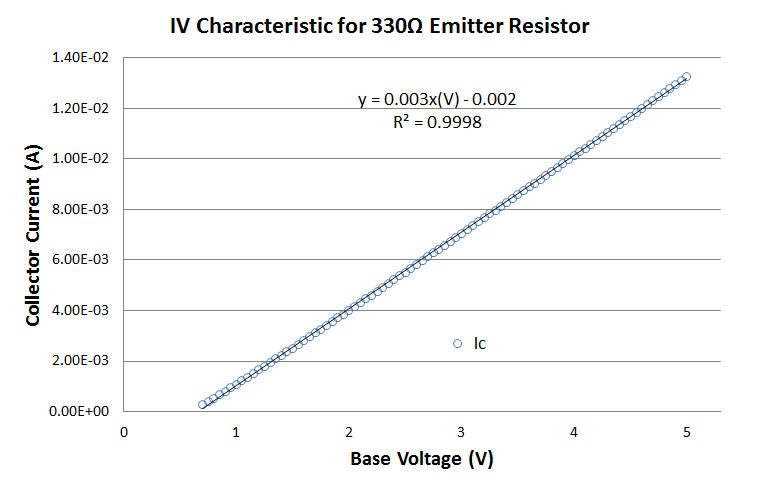 IV Characteristic for 330Ω Emitter Resistor
1.40E-02
y = 0.003x(V) - 0.002
R² = 0.9998
1.20E-02
1.00E-02
8.00E-03
6.00E-03
4.00E-03
2.00E-03
0.00E+00
Collector Current (A)
Ic
0 1 2 3 4 5
Base Voltage (V)